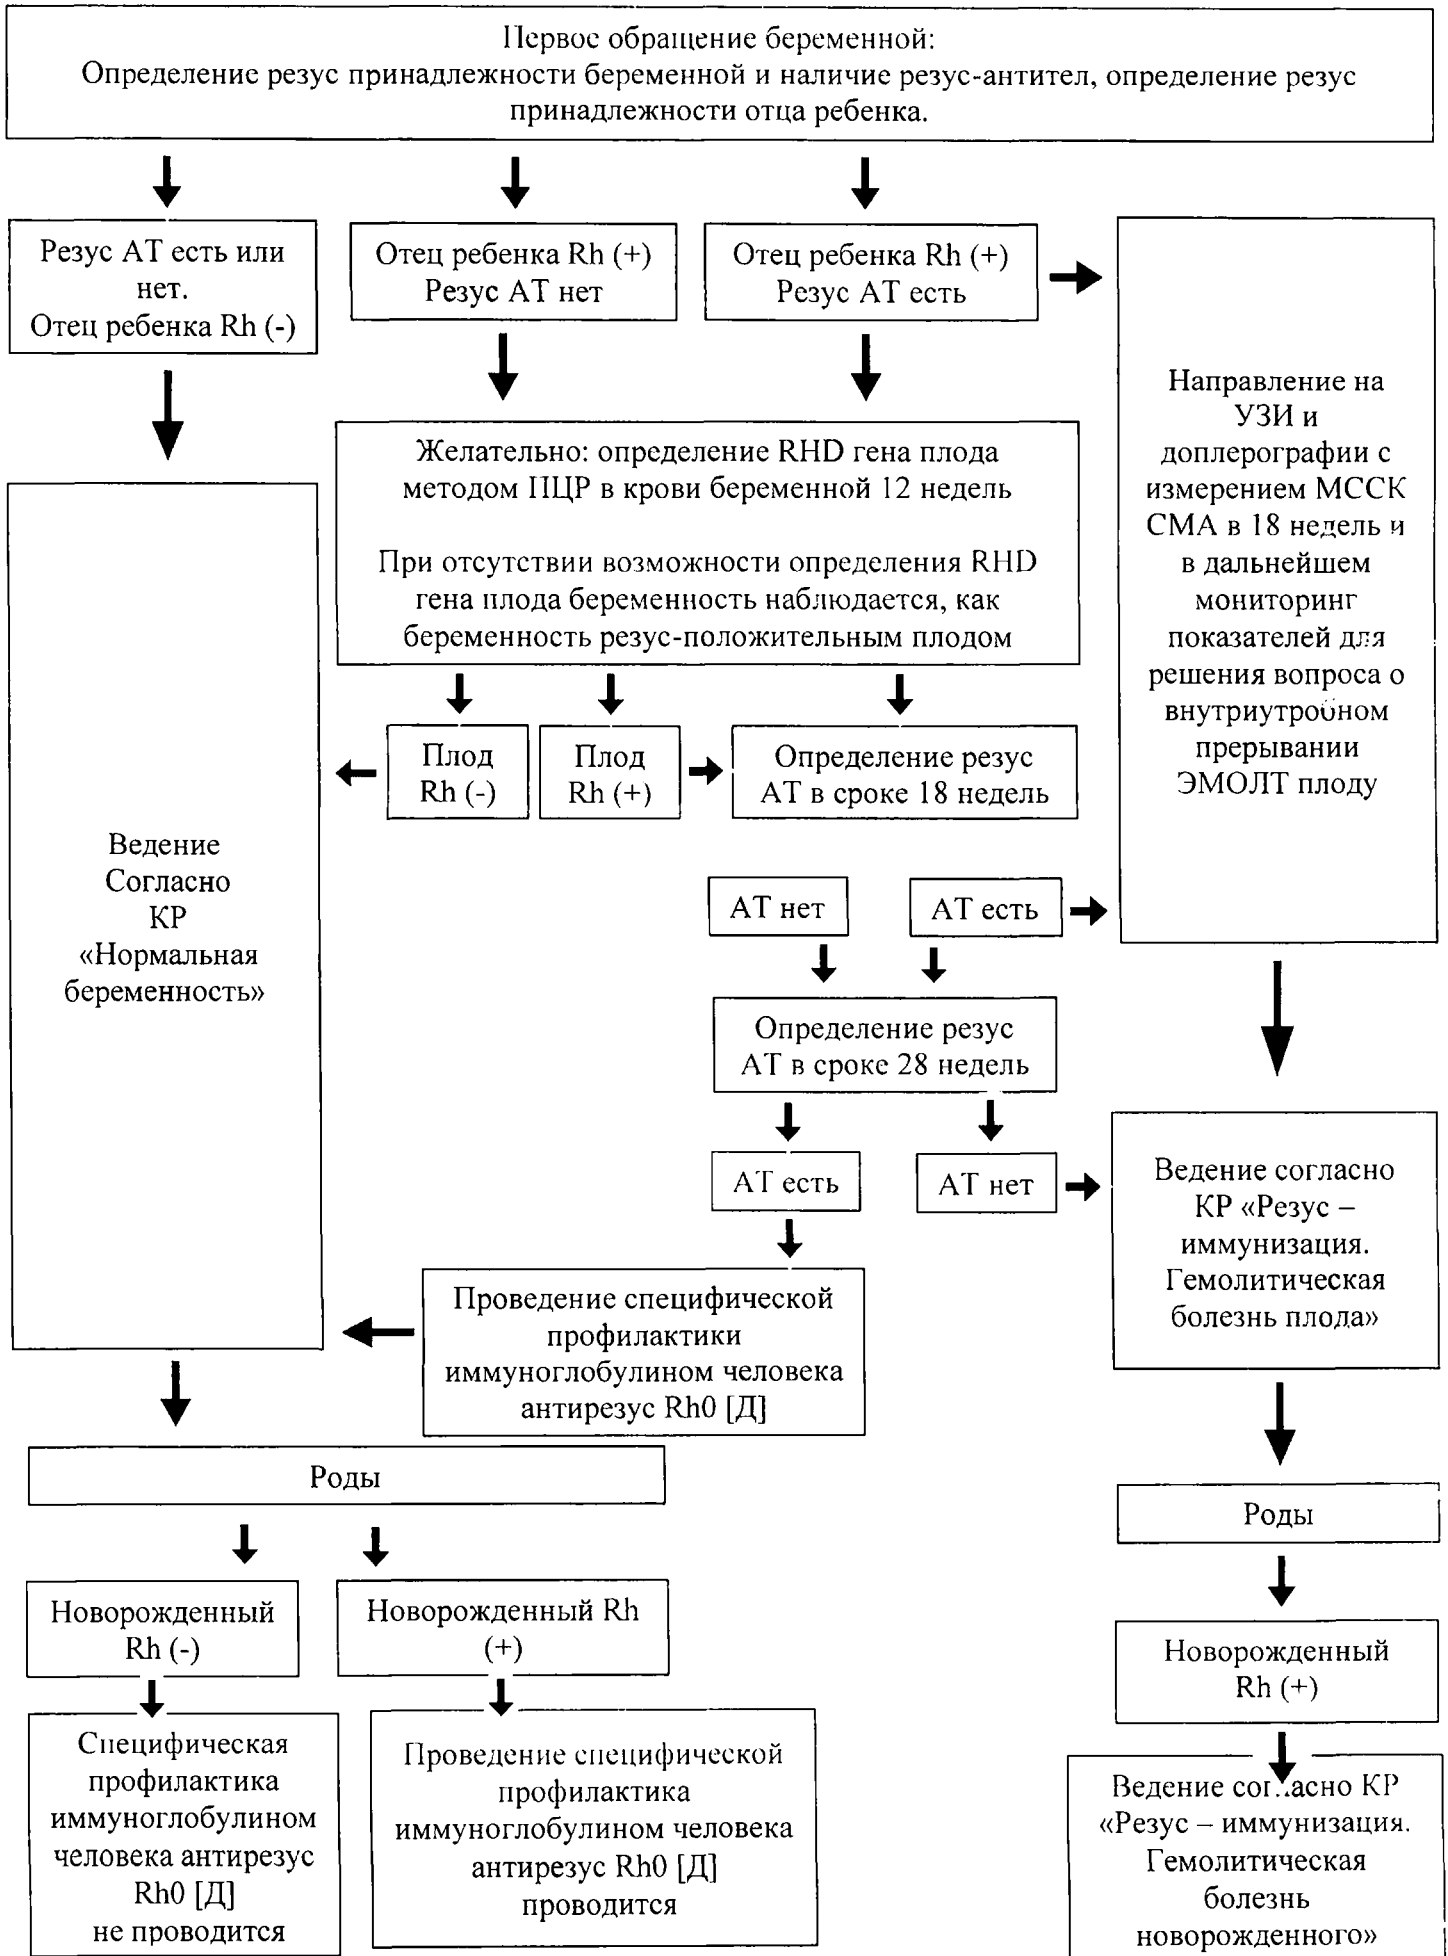 Первое обращение беременной:
Определение резус принадлежности беременной и наличие резус-антител, определение резус
принадлежности отца ребенка.
Резус АТ есть или
нет.
Отец ребенка Rh (-)
Отец ребенка Rh (+)
Резус АТ нет
Отец ребенка Rh (+)
Резус АТ есть
Направление на
УЗИ и
доплерографии с
измерением МССК
СМА в 18 недель и
в дальнейшем
мониторинг
показателей для
решения вопроса о
внутриутробном
прерывании
ЭМОЛТ плоду
Желательно: определение RHD гена плода
методом ПЦР в крови беременной 12 недель
При отсутствии возможности определения RHD
гена плода беременность наблюдается, как
беременность резус-положительным плодом
Плод
Rh (-)
Плод
Rh (+)
Определение резус
АТ в сроке 18 недель
Ведение
Согласно
КР
«Нормальная
беременность»
АТ нет
АТ есть
Определение резус
АТ в сроке 28 недель
АТ есть
АТ нет
Ведение согласно
КР «Резус –
иммунизация.
Гемолитическая
болезнь плода»
Проведение специфической
профилактики
иммуноглобулином человека
антирезус Rh0 [Д]
Роды
Роды
Новорожденный
Rh (-)
Новорожденный Rh
(+)
Новорожденный
Rh (+)
Специфическая
профилактика
иммуноглобулином
человека антирезус
Rh0 [Д]
не проводится
Проведение специфической
профилактика
иммуноглобулином человека
антирезус Rh0 [Д]
проводится
Ведение согласно КР
«Резус – иммунизация.
Гемолитическая
болезнь
новорожденного»